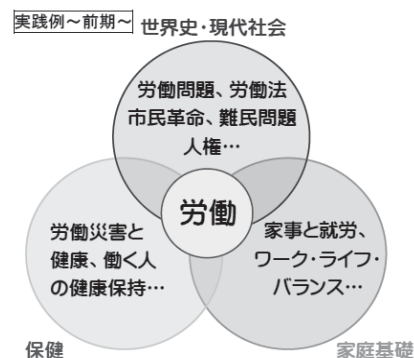 実践例〜前期〜
世界史・現代社会
労働問題、労働法
市民革命、難民問題
人権…
労働
労働災害と
健康、働く人
の健康保持…
家事と就労、
ワーク・ライフ・
バランス…
保健
家庭基礎